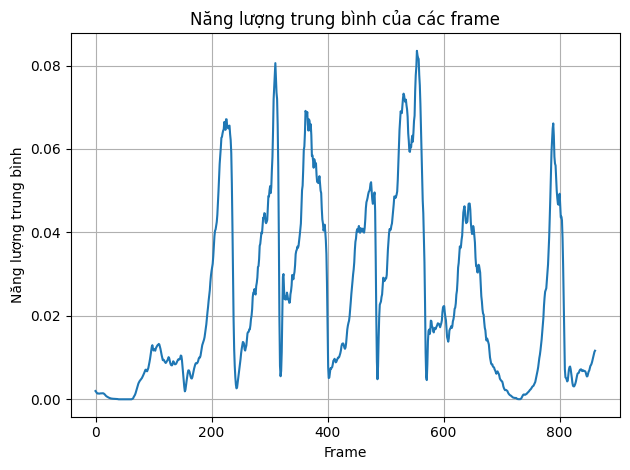 Năng lượng trung bình của các frame
Năng lượng trung bình
0.08
0.06
0.04
0.02
0.00
0 200 400 600 800
Frame